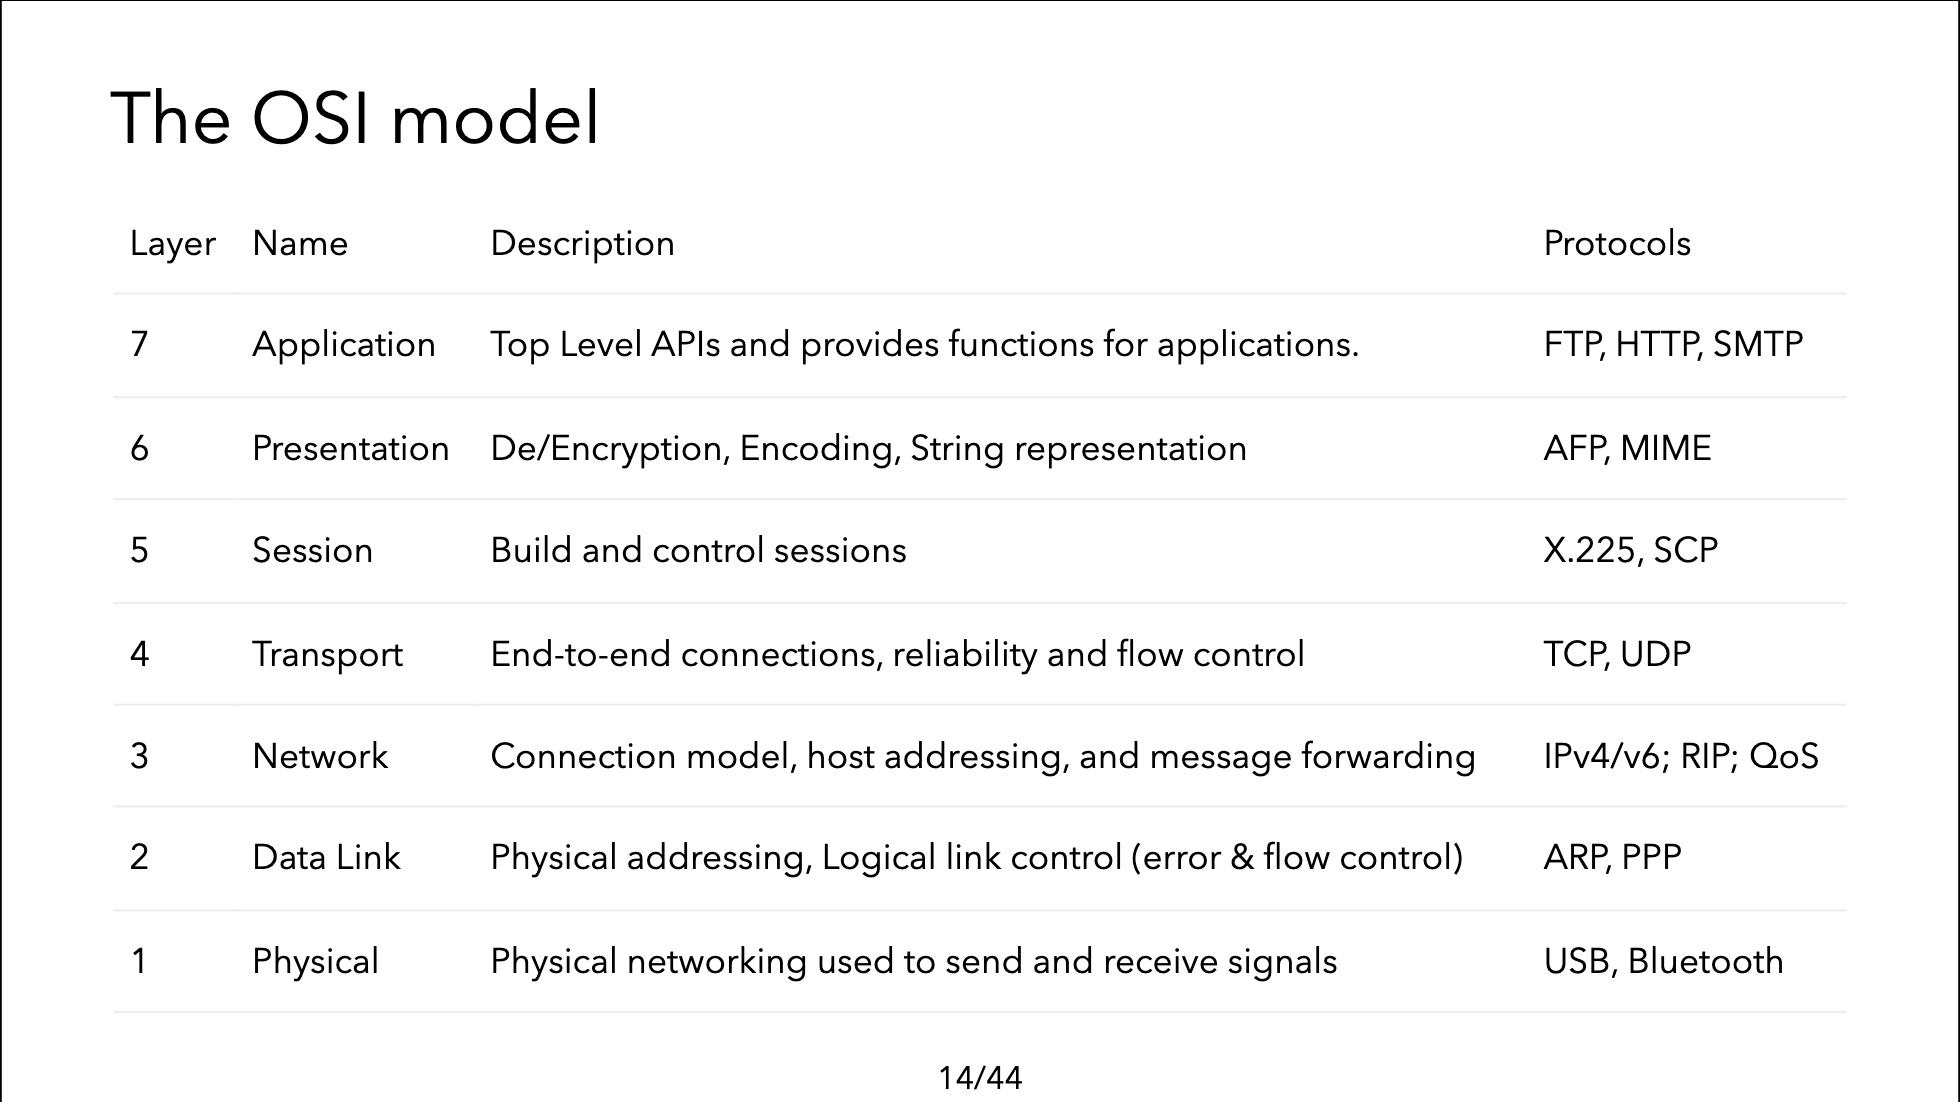 The OSI model
Layer Name Description Protocols
7 Application Top Level APIs and provides functions for applications. FTP, HTTP, SMTP
6 Presentation De/Encryption, Encoding, String representation AFP, MIME
5 Session Build and control sessions X.225, SCP
4 Transport End-to-end connections, reliability and flow control TCP, UDP
3 Network Connection model, host addressing, and message forwarding IPv4/v6; RIP; QoS
2 Data Link Physical addressing, Logical link control (error & flow control) ARP, PPP
1 Physical Physical networking used to send and receive signals USB, Bluetooth
14/44